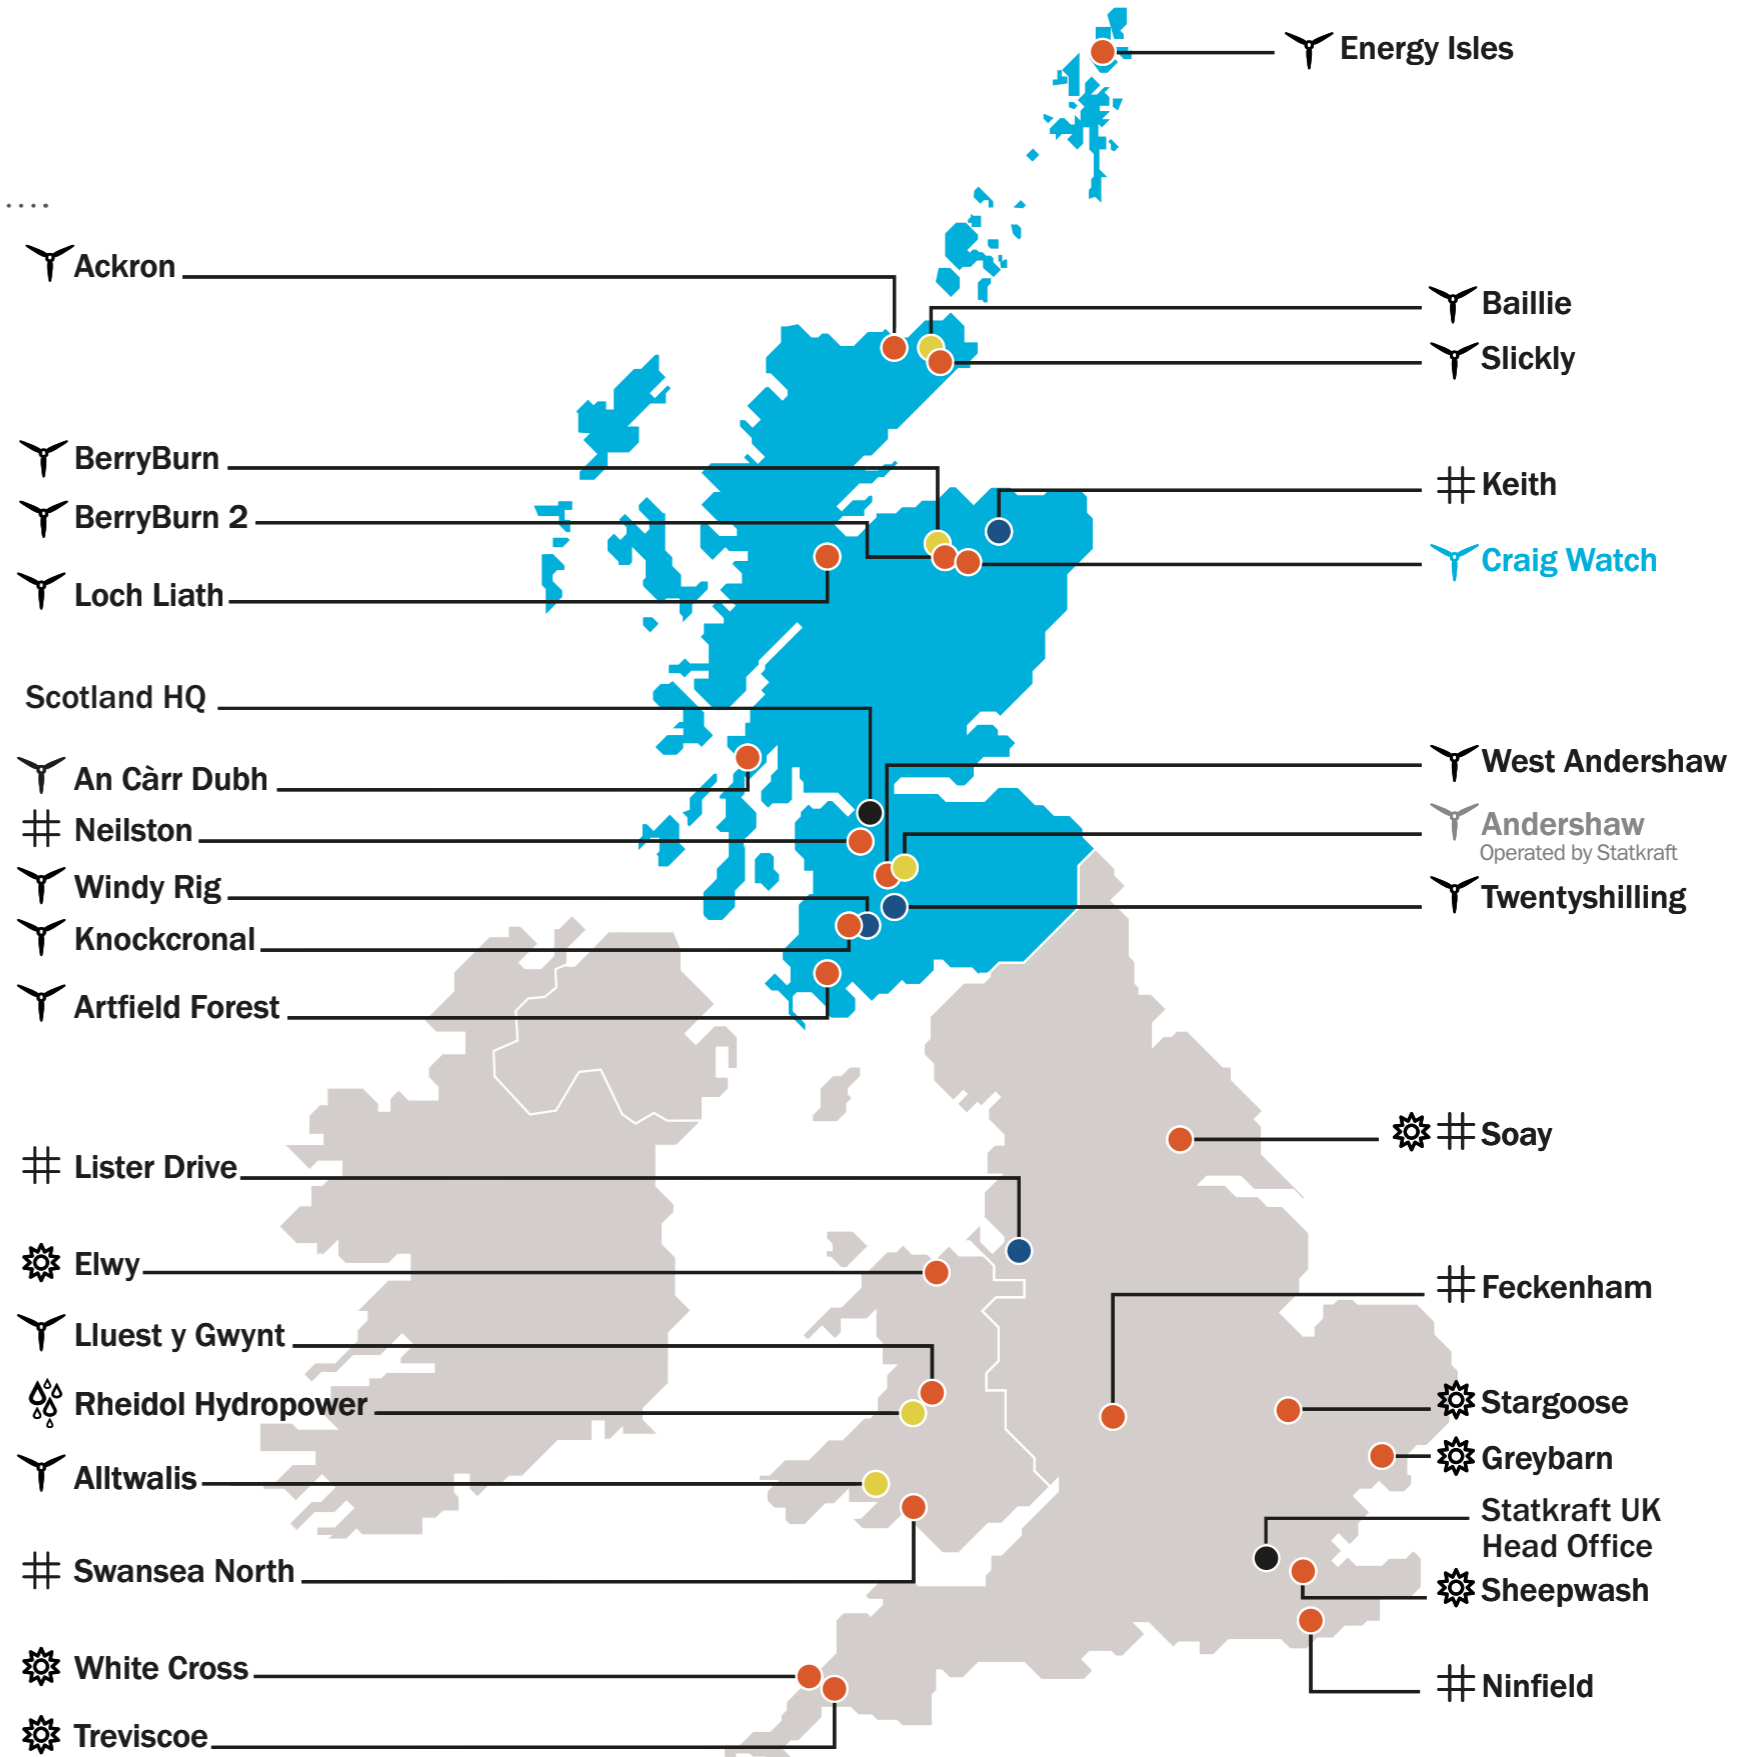 Energy Isles
Ackron
Baillie
Slickly
BerryBurn
Keith
BerryBurn 2
Craig Watch
Loch Liath
Scotland HQ
West Andershaw
An Càrr Dubh
Andershaw
Operated by Statkraft
Neilston
Windy Rig
Twentyshilling
Knockcronal
Artfield Forest
Soay
Lister Drive
Elwy
Feckenham
Lluest y Gwynt
Rheidol Hydropower
Stargoose
Greybarn
Alltwalis
Statkraft UK
Head Office
Swansea North
Sheepwash
White Cross
Ninfield
Treviscoe